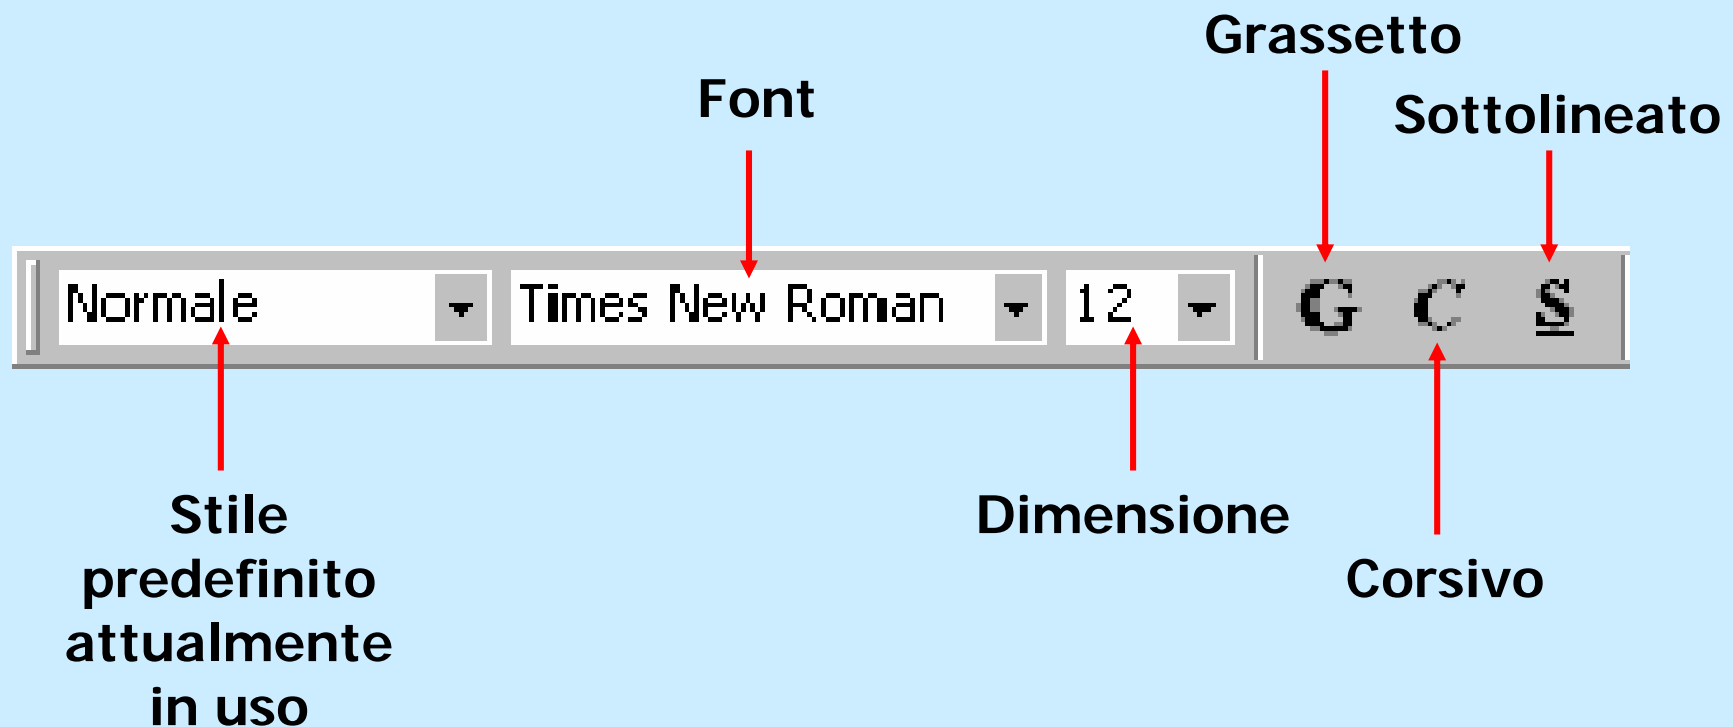 Grassetto
Font
Sottolineato
Normale Times New Roman 12 G C S
Stile
predefinito
attualmente
in uso
Dimensione
Corsivo